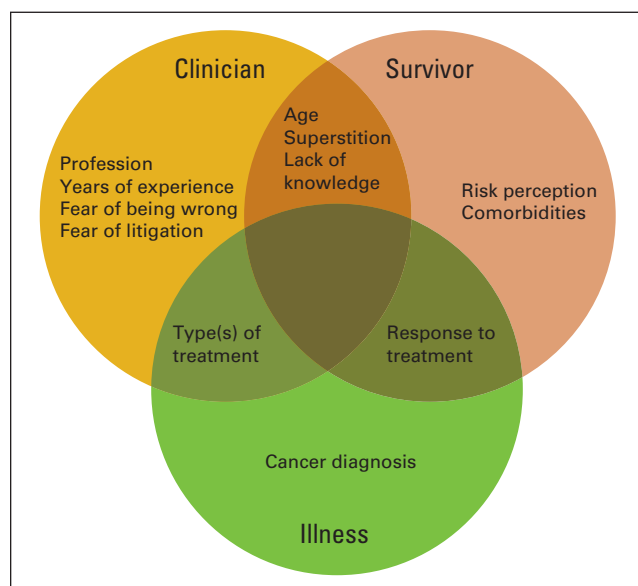 Clinician
Survivor
Age
Superstition
Lack of
knowledge
Profession
Years of experience
Fear of being wrong
Fear of litigation
Risk perception
Comorbidities
Type(s) of
treatment
Response to
treatment
Cancer diagnosis
Illness